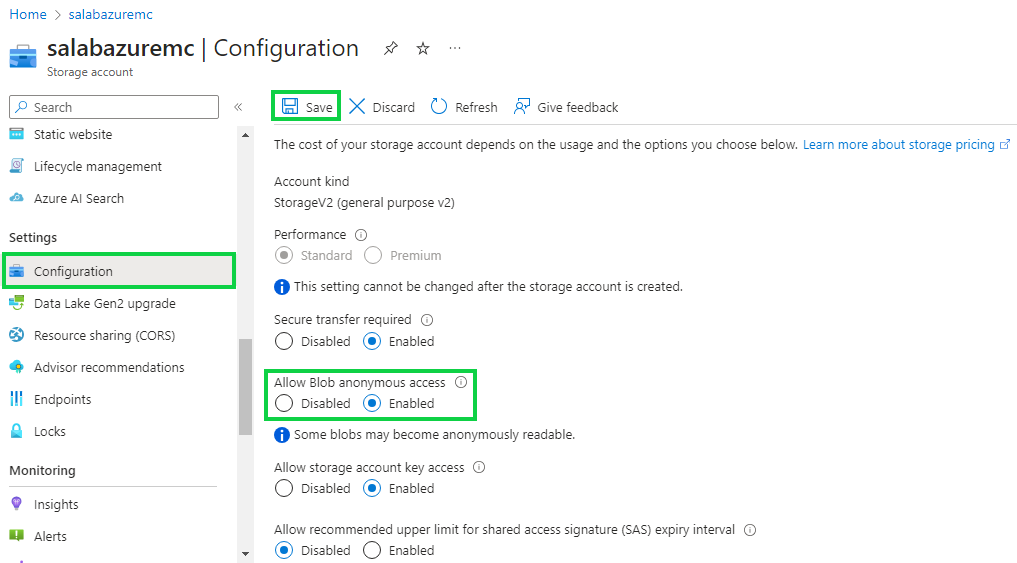 Home > salabazuremc
salabazuremc | Configuration ...
Storage account
Search «
Static website
Lifecycle management
Azure AI Search
Settings
Configuration
Data Lake Gen2 upgrade
Resource sharing (CORS)
Advisor recommendations
Endpoints
Locks
Monitoring
Insights
Alerts
Save Discard Refresh Give feedback
The cost of your storage account depends on the usage and the options you choose below. Learn more about storage pricing
Account kind
StorageV2 (general purpose v2)
Performance
Standard Premium
This setting cannot be changed after the storage account is created.
Secure transfer required
Disabled Enabled
Allow Blob anonymous access
Disabled Enabled
Some blobs may become anonymously readable.
Allow storage account key access
Disabled Enabled
Allow recommended upper limit for shared access signature (SAS) expiry interval
Disabled Enabled